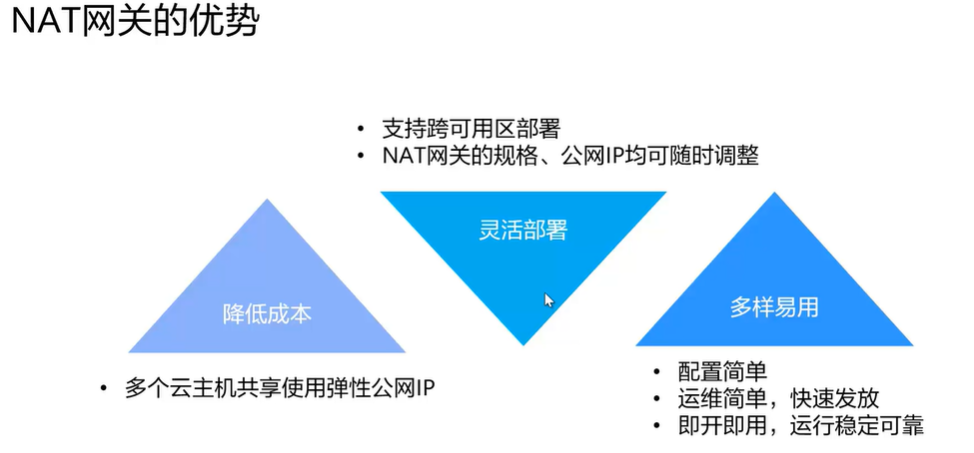 NAT网关的优势
• 支持跨可用区部署
• NAT网关的规格、公网IP均可随时调整
灵活部署
降低成本
多样易用
• 多个云主机共享使用弹性公网IP
• 配置简单
• 运维简单，快速发放
• 即开即用，运行稳定可靠